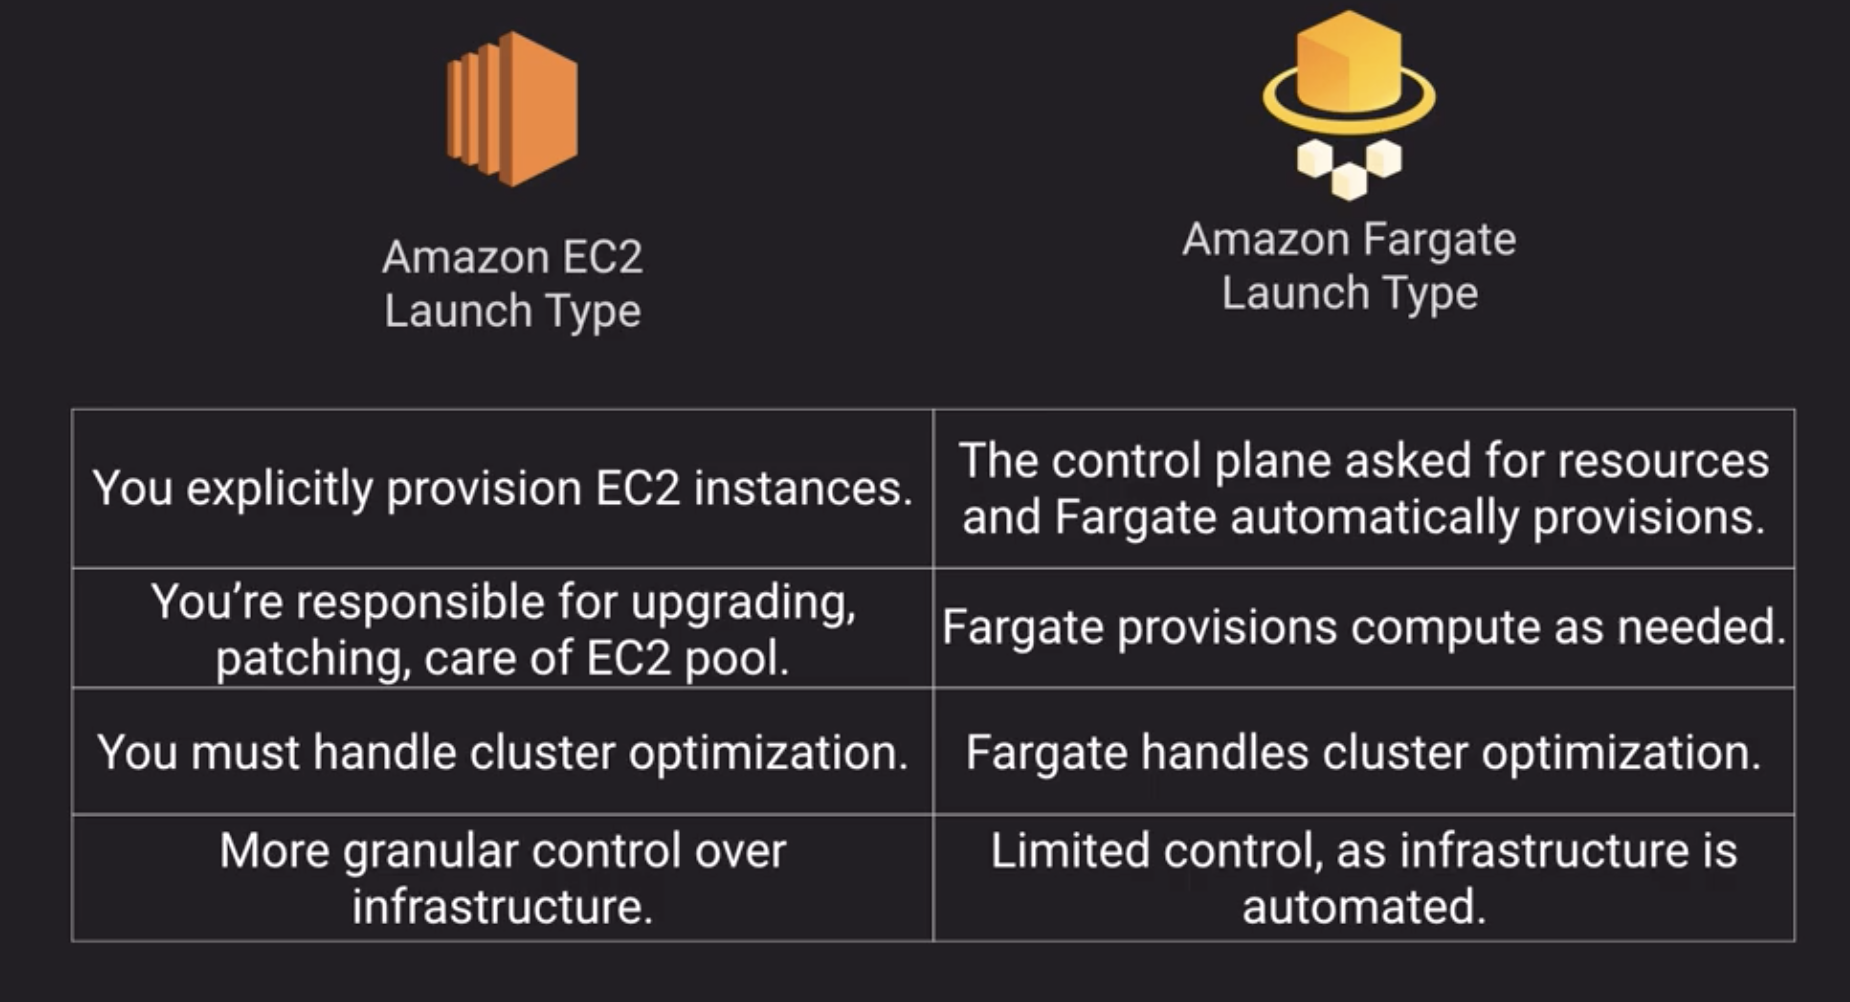 Amazon EC2
Launch Type
Amazon Fargate
Launch Type
You explicitly provision EC2 instances.
The control plane asked for resources
and Fargate automatically provisions.
You’re responsible for upgrading,
patching, care of EC2 pool.
Fargate provisions compute as needed.
You must handle cluster optimization.
Fargate handles cluster optimization.
More granular control over
infrastructure.
Limited control, as infrastructure is
automated.